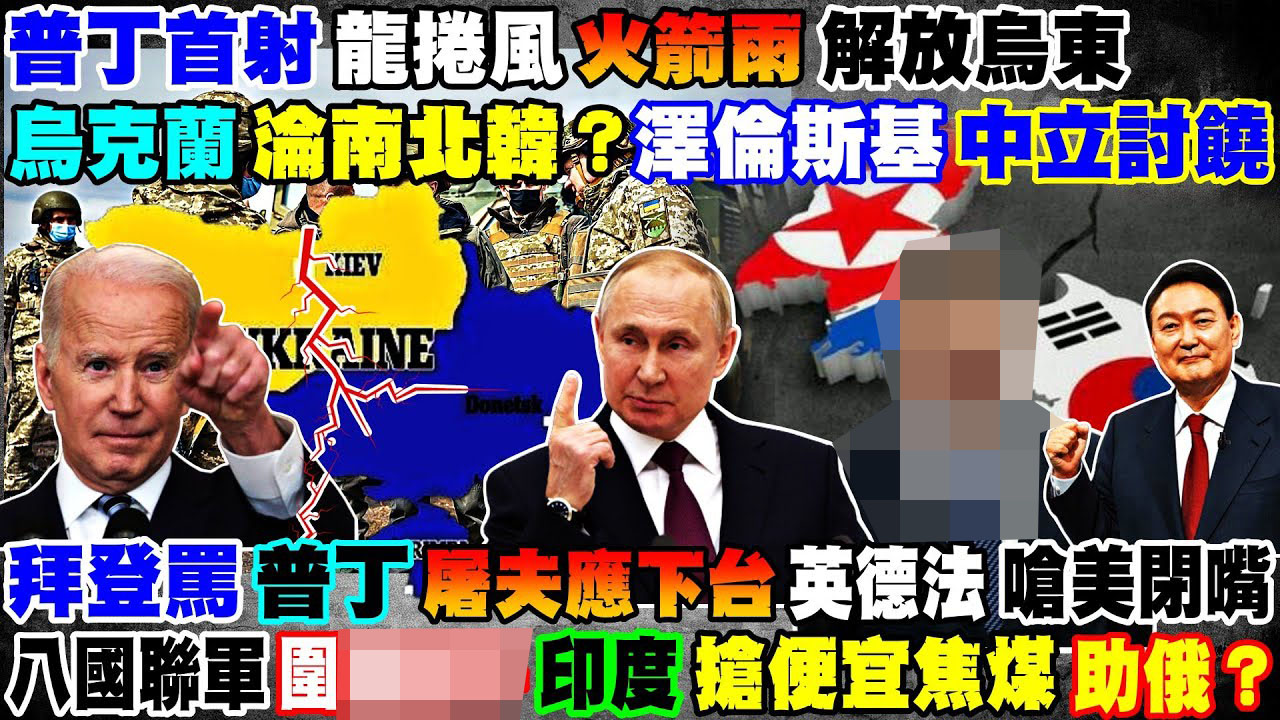 普丁首射 龍捲風 火箭雨 解放烏東
烏克蘭 淪南北韓？澤倫斯基 中立討饒
KIEV
UKRAINE
Donetsk
拜登罵 普丁 屠夫應下台 英德法 嗆美閉嘴
八國聯軍 圍 印度 搶便宜焦煤 助俄？